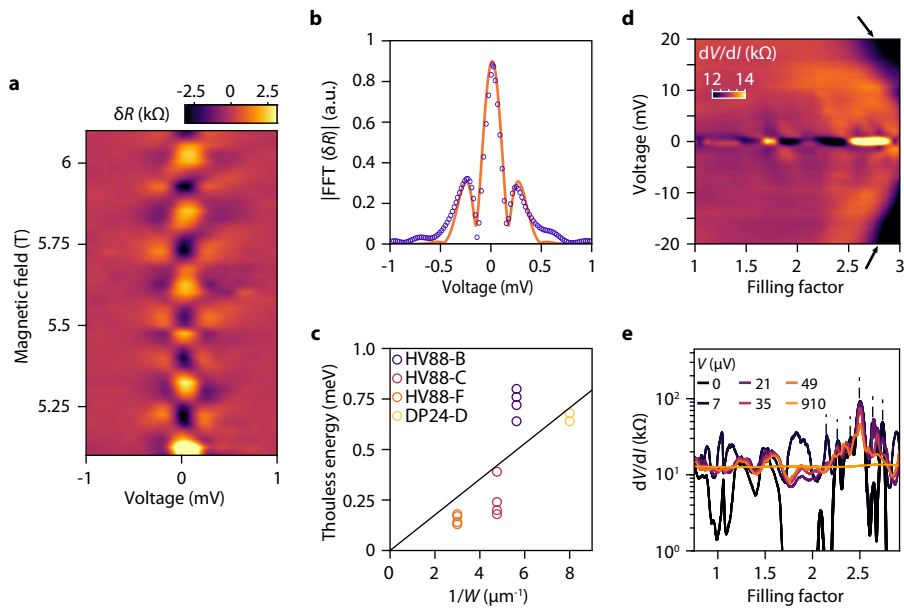 a
δR (kΩ)
-2.5 0 2.5
Magnetic field (T)
6
5.75
5.5
5.25
-1 0 1
Voltage (mV)
b
|FFT (δR)| (a.u.)
1
0.8
0.6
0.4
0.2
0
-1 -0.5 0 0.5 1
Voltage (mV)
c
Thouless energy (meV)
1.0
0.75
0.50
0.25
0
HV88-B
HV88-C
HV88-F
DP24-D
0 2 4 6 8
1/W (μm⁻¹)
d
dV/dI (kΩ)
12 14
Voltage (mV)
20
10
0
-10
-20
1 1.5 2 2.5 3
Filling factor
e
V (μV)
0 21 49
7 35 910
dV/dI (kΩ)
10²
10¹
10⁰
1 1.5 2 2.5
Filling factor